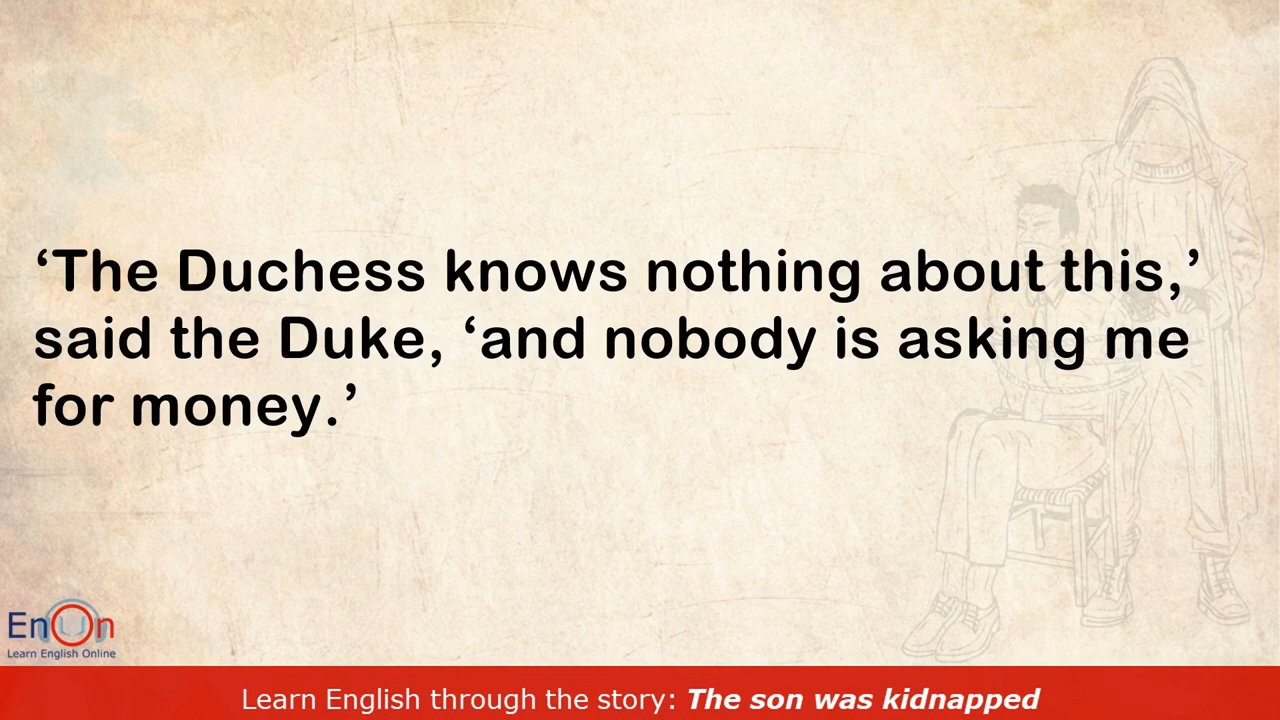 ‘The Duchess knows nothing about this,’
said the Duke, ‘and nobody is asking me
for money.’
EnOn
Learn English Online
Learn English through the story: The son was kidnapped